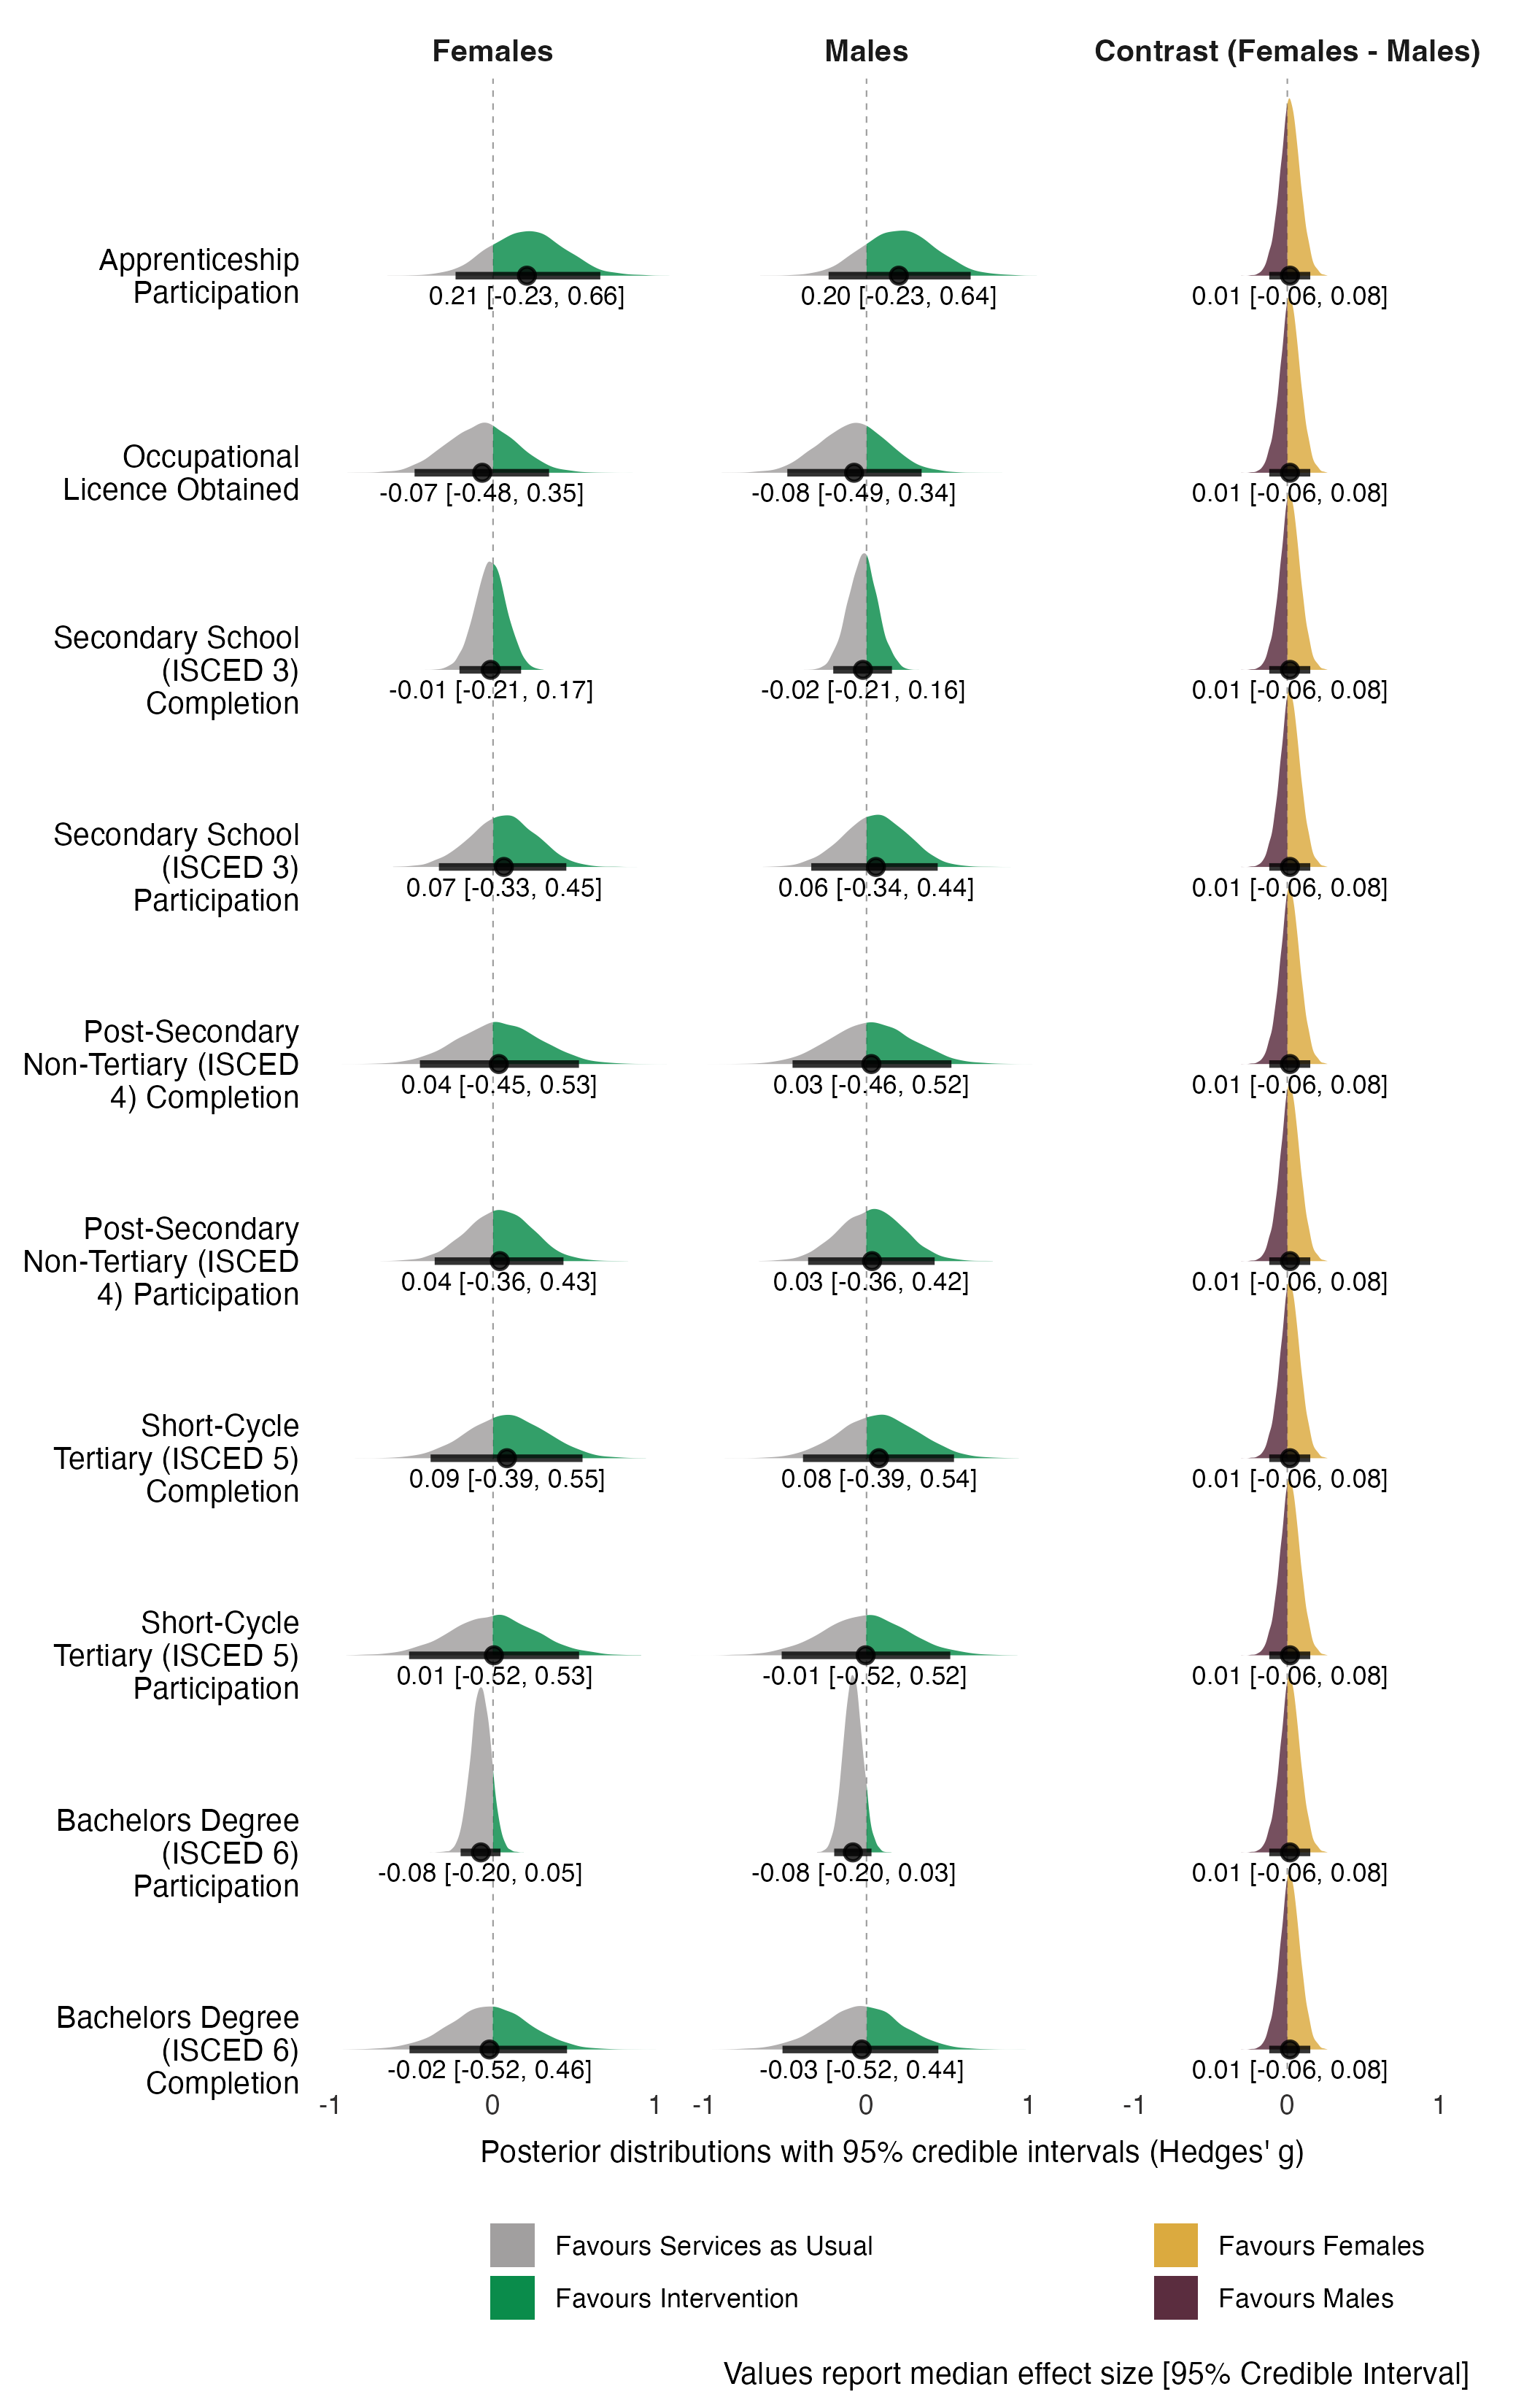 Females Males Contrast (Females - Males)
Apprenticeship
Participation
0.21 [-0.23, 0.66] 0.20 [-0.23, 0.64] 0.01 [-0.06, 0.08]
Occupational
Licence Obtained
-0.07 [-0.48, 0.35] -0.08 [-0.49, 0.34] 0.01 [-0.06, 0.08]
Secondary School
(ISCED 3)
Completion
-0.01 [-0.21, 0.17] -0.02 [-0.21, 0.16] 0.01 [-0.06, 0.08]
Secondary School
(ISCED 3)
Participation
0.07 [-0.33, 0.45] 0.06 [-0.34, 0.44] 0.01 [-0.06, 0.08]
Post-Secondary
Non-Tertiary (ISCED
4) Completion
0.04 [-0.45, 0.53] 0.03 [-0.46, 0.52] 0.01 [-0.06, 0.08]
Post-Secondary
Non-Tertiary (ISCED
4) Participation
0.04 [-0.36, 0.43] 0.03 [-0.36, 0.42] 0.01 [-0.06, 0.08]
Short-Cycle
Tertiary (ISCED 5)
Completion
0.09 [-0.39, 0.55] 0.08 [-0.39, 0.54] 0.01 [-0.06, 0.08]
Short-Cycle
Tertiary (ISCED 5)
Participation
0.01 [-0.52, 0.53] -0.01 [-0.52, 0.52] 0.01 [-0.06, 0.08]
Bachelors Degree
(ISCED 6)
Participation
-0.08 [-0.20, 0.05] -0.08 [-0.20, 0.03] 0.01 [-0.06, 0.08]
Bachelors Degree
(ISCED 6)
Completion
-0.02 [-0.52, 0.46] -0.03 [-0.52, 0.44] 0.01 [-0.06, 0.08]
-1 0 1 -1 0 1 -1 0 1
Posterior distributions with 95% credible intervals (Hedges' g)
Favours Services as Usual
Favours Intervention
Favours Females
Favours Males
Values report median effect size [95% Credible Interval]